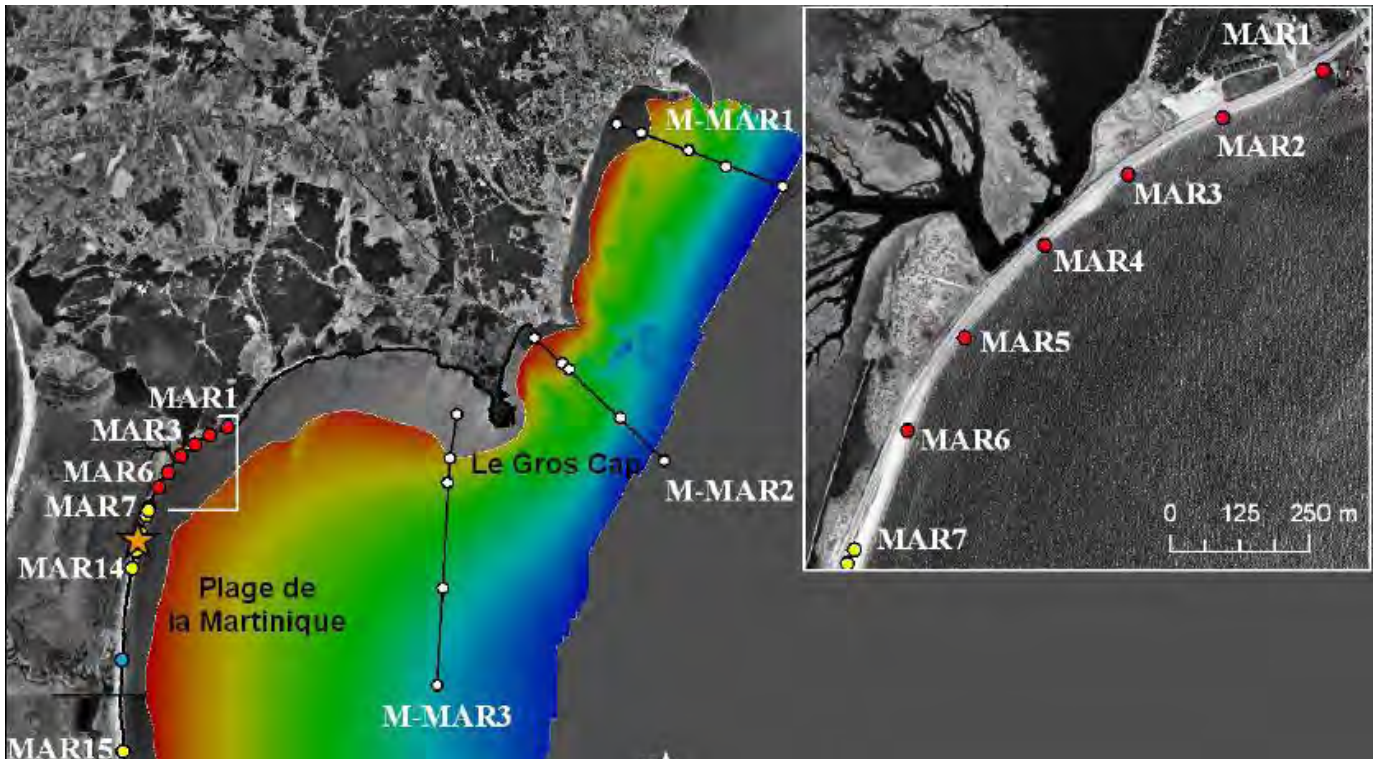 M-MAR1
MAR1
MAR3
MAR6
MAR7
MAR14
Le Gros Cap
M-MAR2
Plage de
la Martinique
M-MAR3
MAR15
MAR1
MAR2
MAR3
MAR4
MAR5
MAR6
MAR7
0 125 250 m